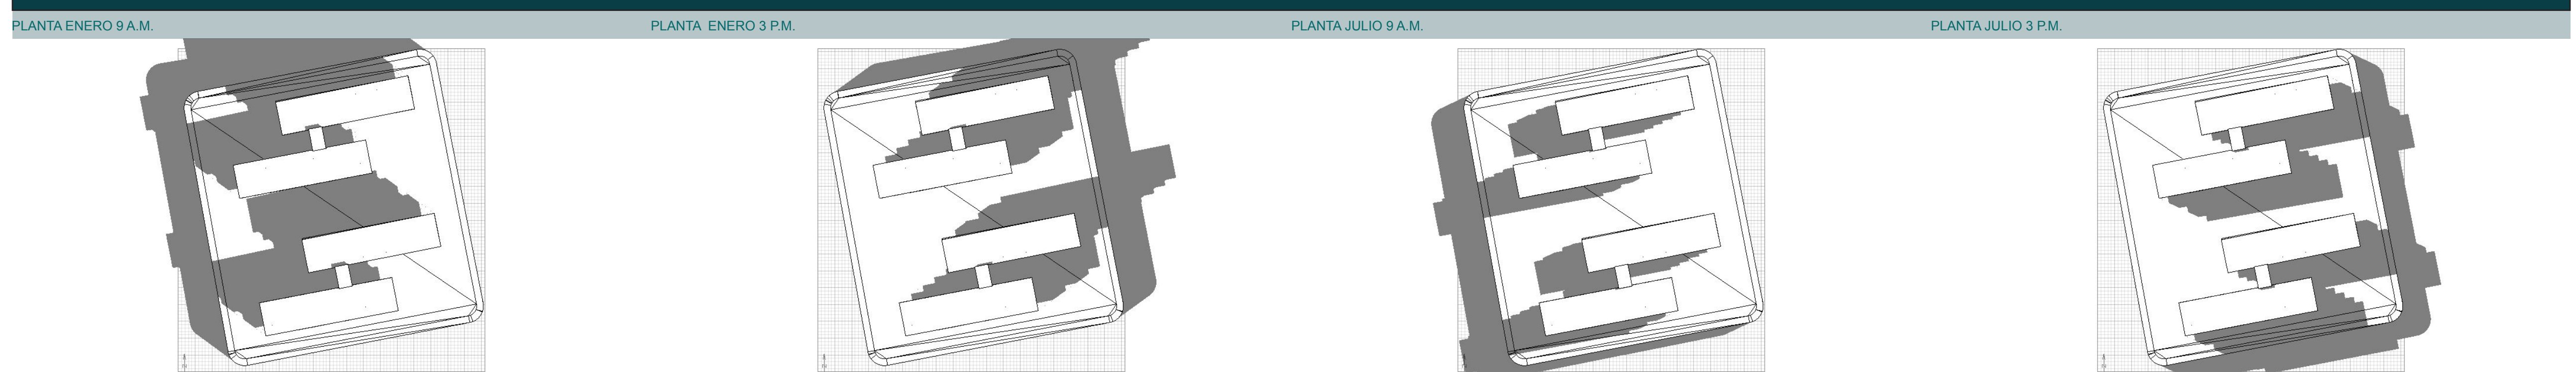 PLANTA ENERO 9 A.M.
PLANTA  ENERO 3 P.M.
PLANTA JULIO 9 A.M.
PLANTA JULIO 3 P.M.